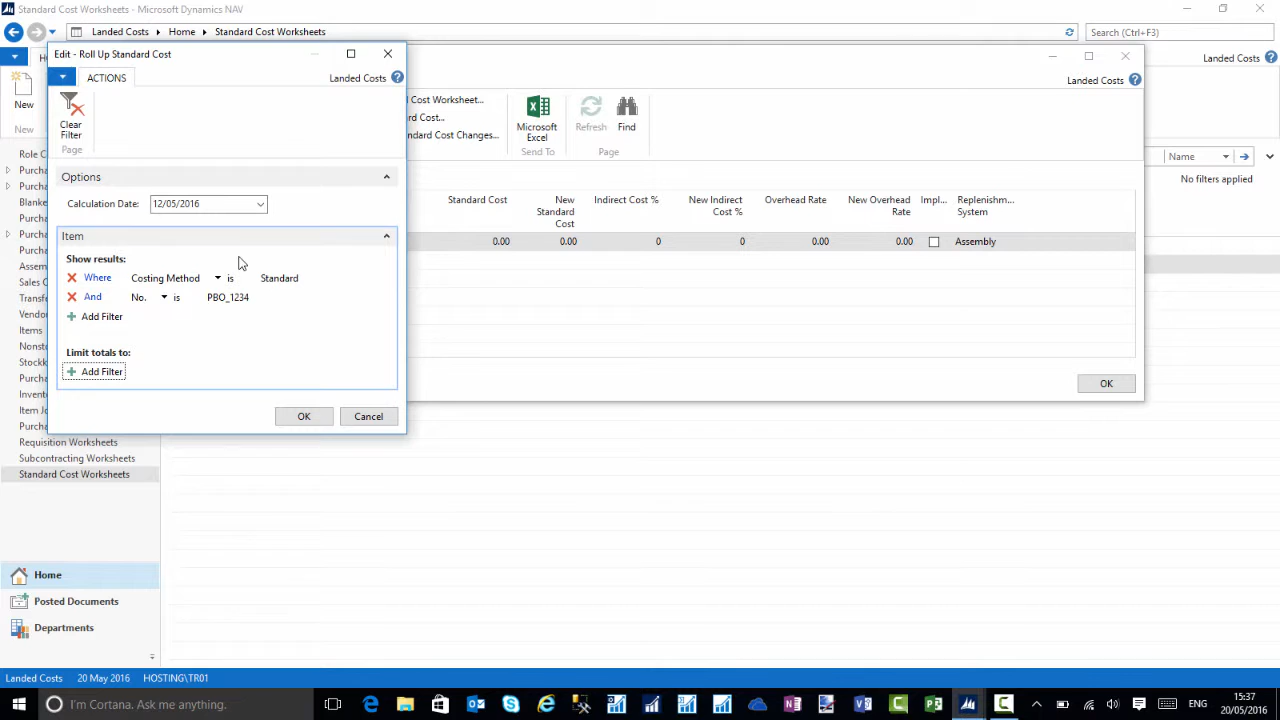 Standard Cost Worksheets - Microsoft Dynamics NAV
Landed Costs
Home
Standard Cost Worksheets
Search (Ctrl+F3)
Edit - Roll Up Standard Cost
ACTIONS
Landed Costs
Landed Costs
Landed Costs
New
New
Clear
Filter
Page
l Cost Worksheet...
rd Cost...
ndard Cost Changes...
Microsoft
Excel
Send To
Refresh
Find
Page
Name
No filters applied
Options
Calculation Date:
12/05/2016
Item
Show results:
Where
Costing Method
is
Standard
And
No.
is
PBO_1234
Add Filter
Limit totals to:
Add Filter
OK
Cancel
Standard Cost
New
Standard
Cost
Indirect Cost %
New Indirect
Cost %
Overhead Rate
New Overhead
Rate
Impl...
Replenishm...
System
0.00
0.00
0
0
0.00
0.00
Assembly
OK
Role C
Purcha
Blanke
Purcha
Purcha
Assem
Sales C
Transfe
Vendor
Items
Nonsto
Stockk
Purcha
Invento
Item Jo
Purcha
Requisition Worksheets
Subcontracting Worksheets
Standard Cost Worksheets
Home
Posted Documents
Departments
Landed Costs
20 May 2016
HOSTING\TR01
I'm Cortana. Ask me anything.
ENG
15:37
20/05/2016